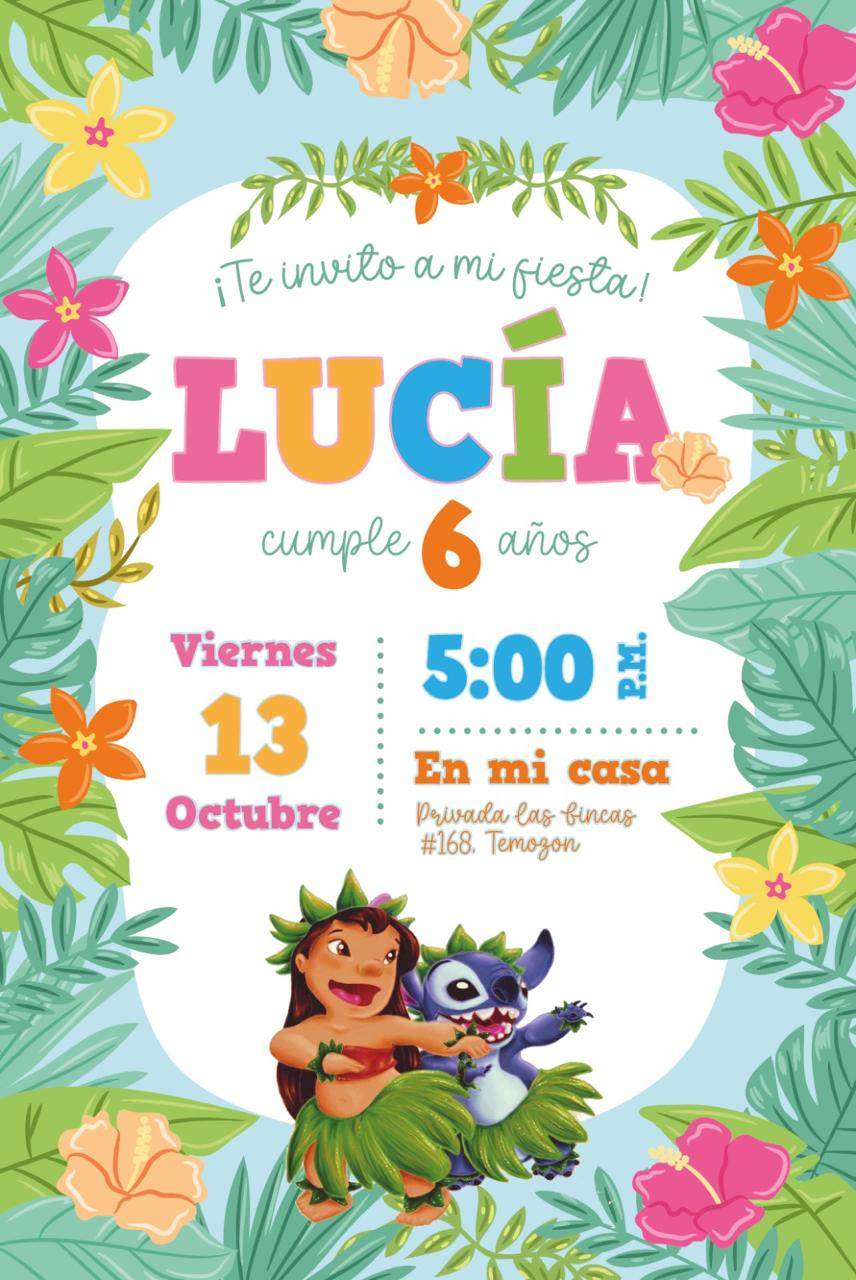 ¡Te invito a mi fiesta!
LUCÍA
cumple 6 años
Viernes
13
Octubre
5:00 P.M.
En mi casa
Privada las fincas
#168. Temozon